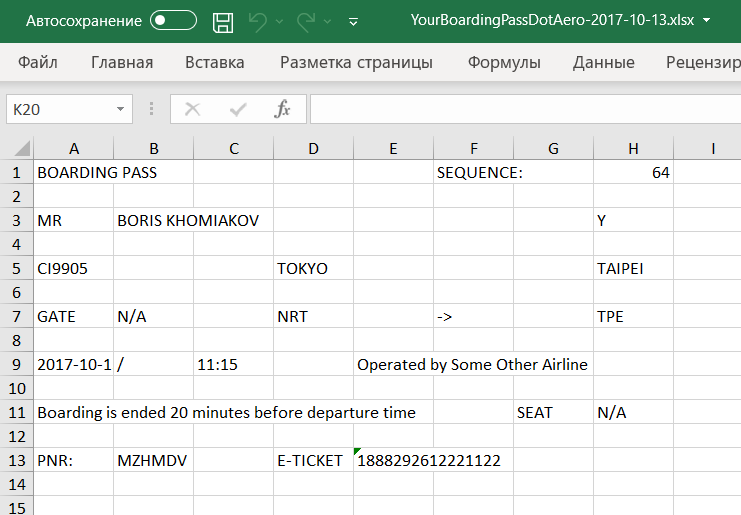 Автосохранение YourBoardingPassDotAero-2017-10-13.xlsx
Файл Главная Вставка Разметка страницы Формулы Данные Рецензир
K20 fx
A B C D E F G H I
1 BOARDING PASS SEQUENCE: 64
2
3 MR BORIS KHOMIAKOV Y
4
5 CI9905 TOKYO TAIPEI
6
7 GATE N/A NRT -> TPE
8
9 2017-10-1 / 11:15 Operated by Some Other Airline
10
11 Boarding is ended 20 minutes before departure time SEAT N/A
12
13 PNR: MZHMDV E-TICKET 1888292612221122
14
15